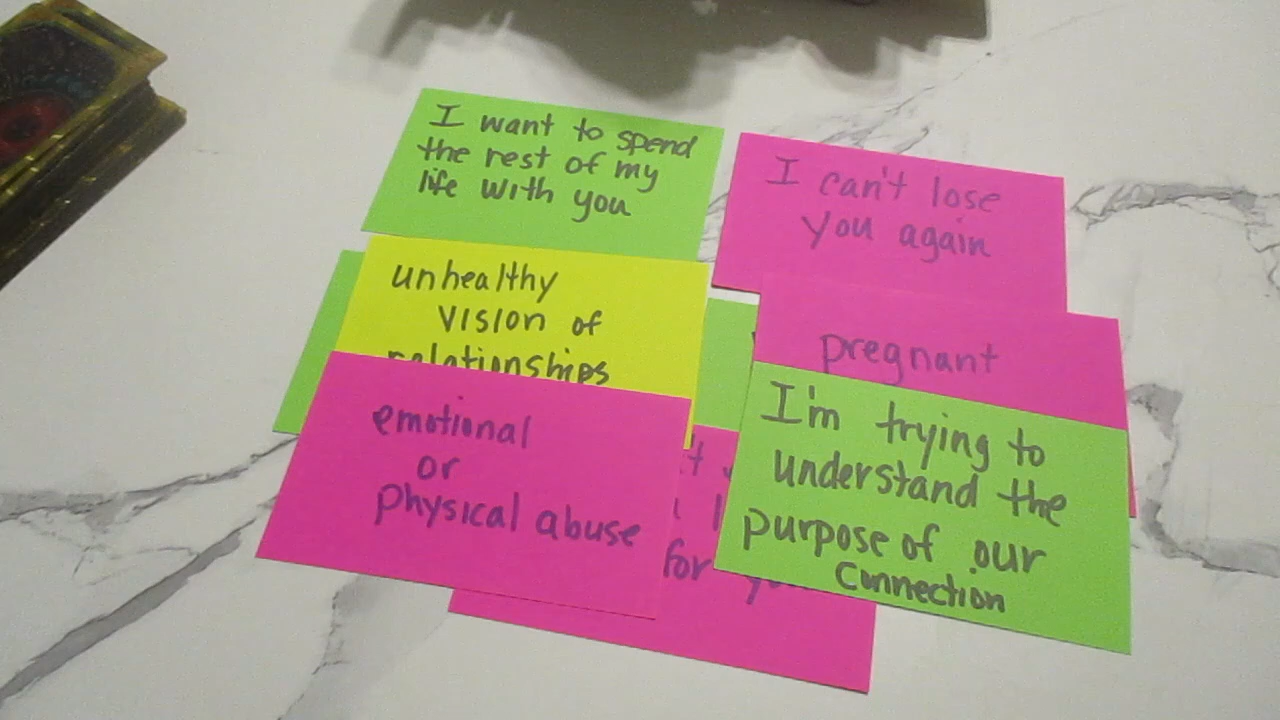 I want to spend
the rest of my
life with you
I can't lose
you again
unhealthy
vision of
relationships
pregnant
emotional
or
physical abuse
I'm trying to
understand the
purpose of our
connection
for